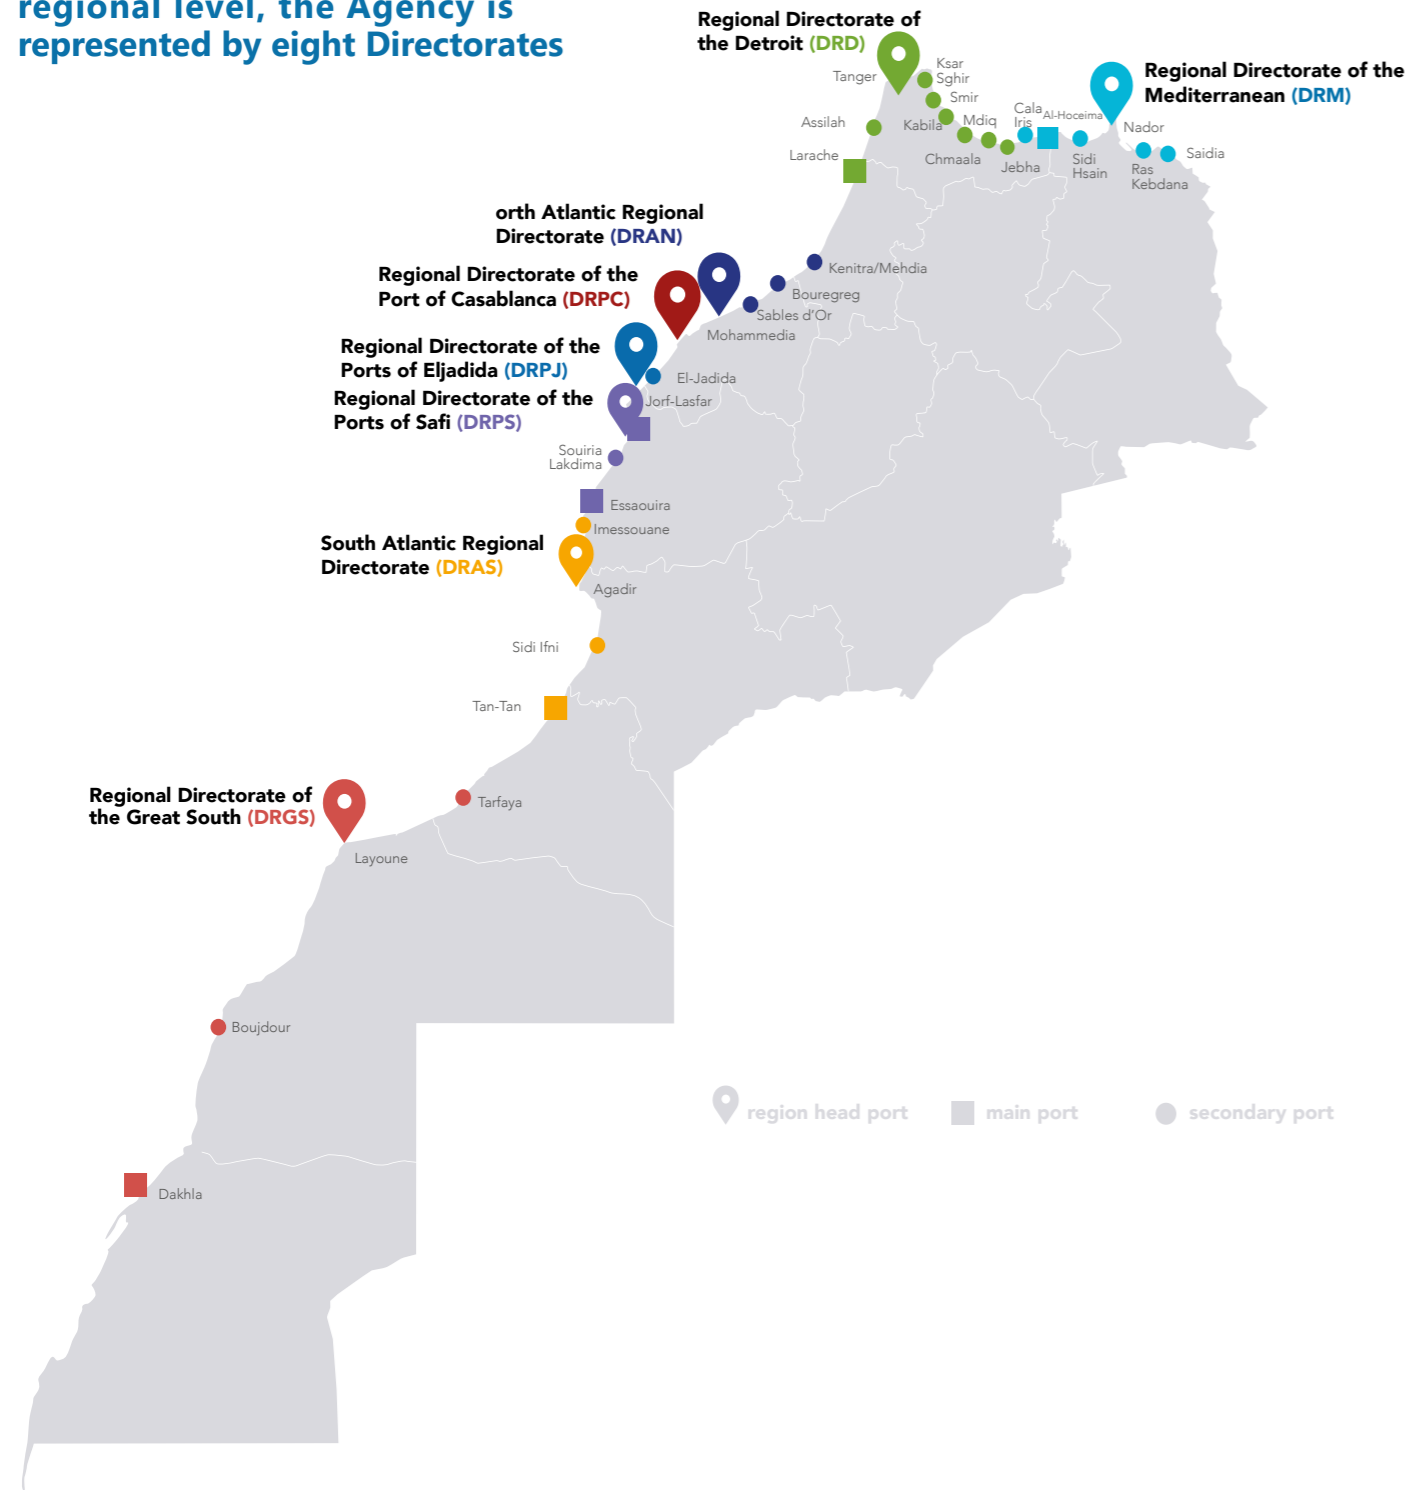 regional level, the Agency is
represented by eight Directorates
Regional Directorate of
the Detroit (DRD)
Ksar
Sghir
Tanger
Smir
Regional Directorate of the
Mediterranean (DRM)
Assilah
Kabila
Mdiq
Cala
Iris
Al-Hoceima
Nador
Larache
Chmaala
Jebha
Sidi
Hsain
Ras
Kebdana
Saidia
orth Atlantic Regional
Directorate (DRAN)
Kenitra/Mehdia
Regional Directorate of the
Port of Casablanca (DRPC)
Bouregreg
Sables d'Or
Mohammedia
Regional Directorate of the
Ports of Eljadida (DRPJ)
El-Jadida
Regional Directorate of the
Ports of Safi (DRPS)
Jorf-Lasfar
Souiria
Lakdima
Essaouira
Imessouane
South Atlantic Regional
Directorate (DRAS)
Agadir
Sidi Ifni
Tan-Tan
Regional Directorate of
the Great South (DRGS)
Tarfaya
Layoune
Boujdour
region head port
main port
secondary port
Dakhla